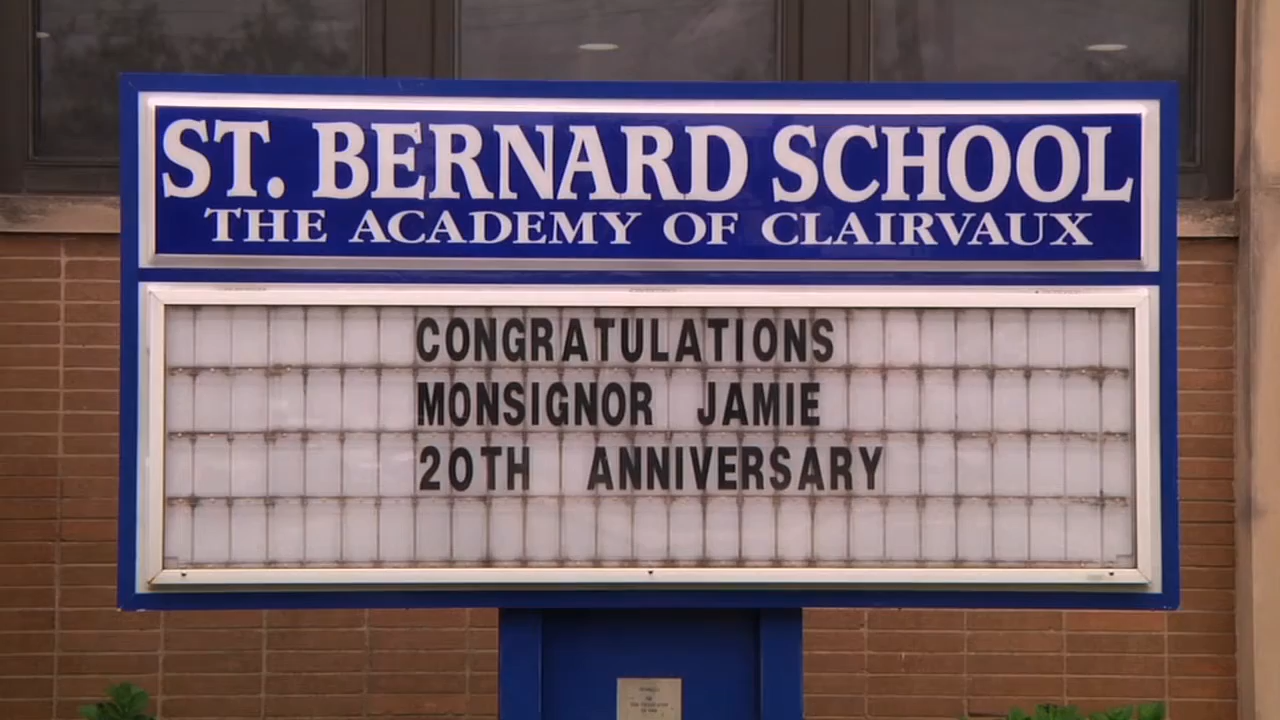 ST. BERNARD SCHOOL
THE ACADEMY OF CLAIRVAUX
CONGRATULATIONS
MONSIGNOR JAMIE
20TH ANNIVERSARY